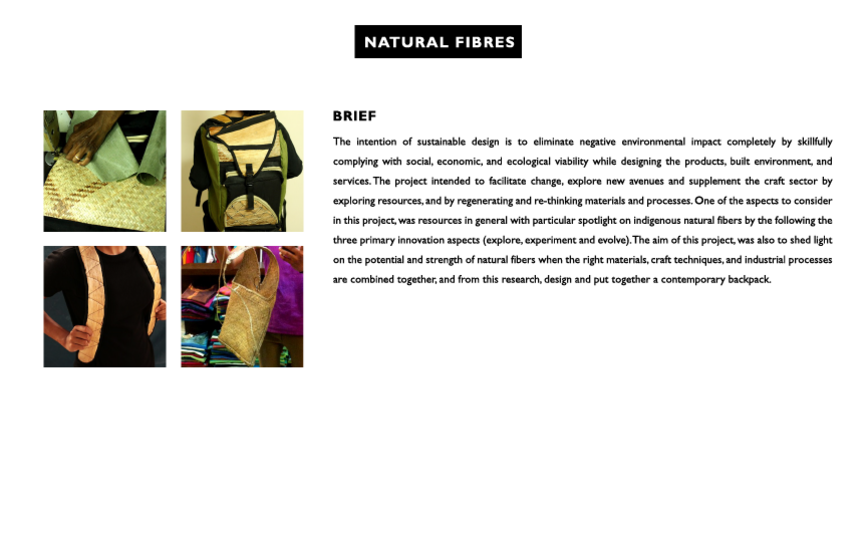 NATURAL FIBRES
BRIEF
The intention of sustainable design is to eliminate negative environmental impact completely by skillfully
complying with social, economic, and ecological viability while designing the products, built environment, and
services. The project intended to facilitate change, explore new avenues and supplement the craft sector by
exploring resources, and by regenerating and re-thinking materials and processes. One of the aspects to consider
in this project, was resources in general with particular spotlight on indigenous natural fibers by the following the
three primary innovation aspects (explore, experiment and evolve). The aim of this project, was also to shed light
on the potential and strength of natural fibers when the right materials, craft techniques, and industrial processes
are combined together, and from this research, design and put together a contemporary backpack.